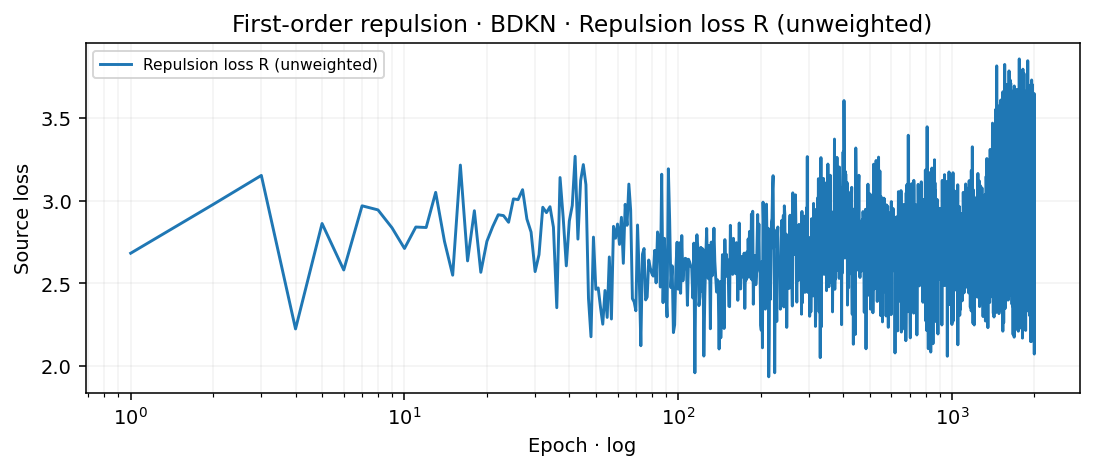 First-order repulsion · BDKN · Repulsion loss R (unweighted)
Repulsion loss R (unweighted)
Source loss
3.5
3.0
2.5
2.0
10⁰ 10¹ 10² 10³
Epoch · log